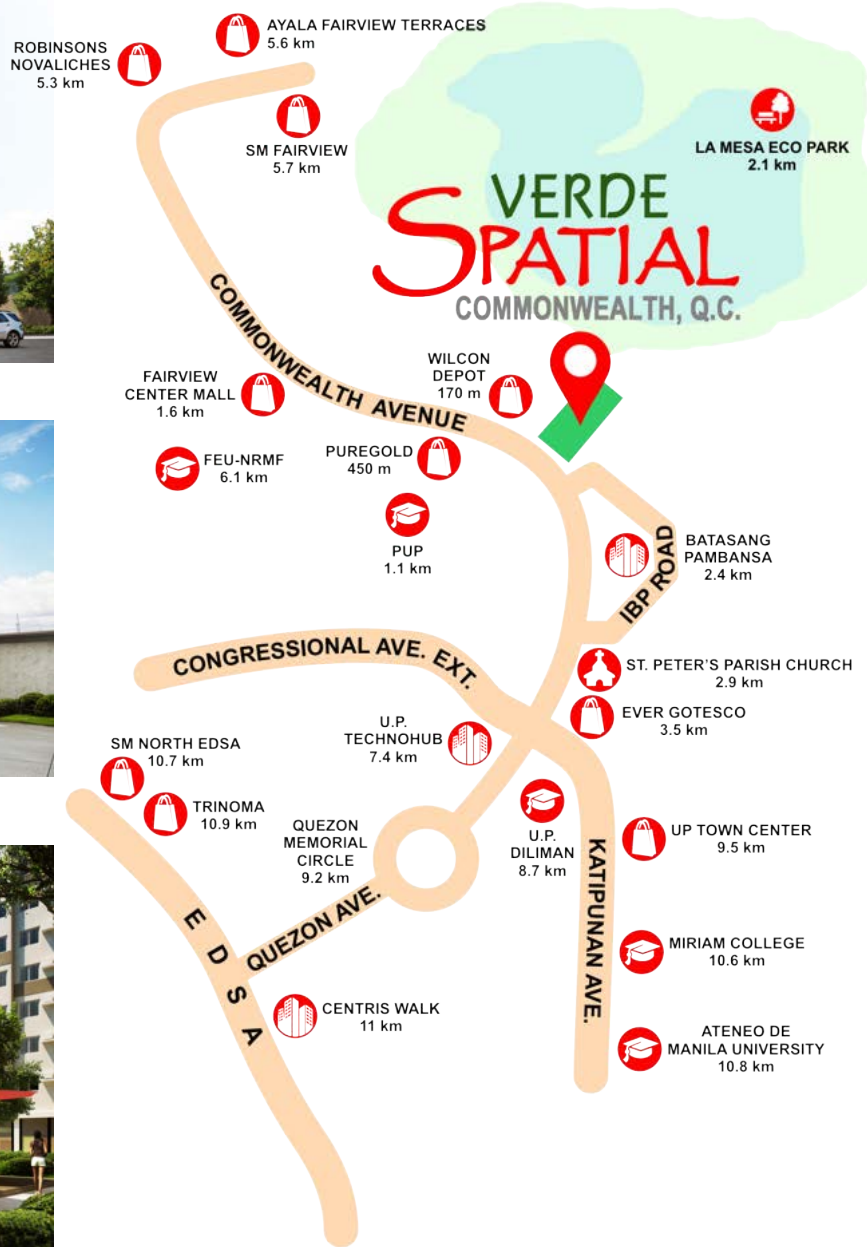 AYALA FAIRVIEW TERRACES
5.6 km
ROBINSONS
NOVALICHES
5.3 km
SM FAIRVIEW
5.7 km
LA MESA ECO PARK
2.1 km
VERDE
SPATIAL
COMMONWEALTH, Q.C.
COMMONWEALTH AVENUE
WILCON
DEPOT
170 m
FAIRVIEW
CENTER MALL
1.6 km
PUREGOLD
450 m
FEU-NRMF
6.1 km
PUP
1.1 km
BATASANG
PAMBANSA
2.4 km
IBP ROAD
CONGRESSIONAL AVE. EXT.
ST. PETER'S PARISH CHURCH
2.9 km
EVER GOTESCO
3.5 km
U.P.
TECHNOHUB
7.4 km
SM NORTH EDSA
10.7 km
TRINOMA
10.9 km
QUEZON
MEMORIAL
CIRCLE
9.2 km
U.P.
DILIMAN
8.7 km
UP TOWN CENTER
9.5 km
KATIPUNAN AVE.
QUEZON AVE.
EDSA
MIRIAM COLLEGE
10.6 km
CENTRIS WALK
11 km
ATENEO DE
MANILA UNIVERSITY
10.8 km